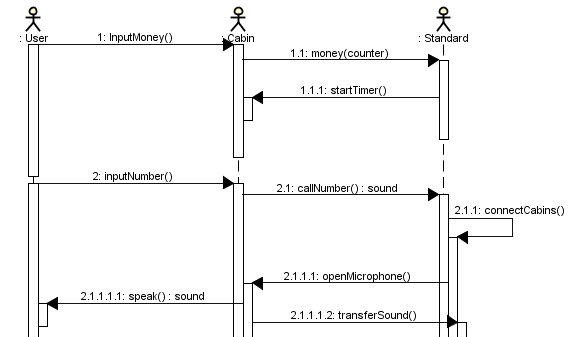 : User
: Cabin
: Standard
1: InputMoney()
1.1: money(counter)
1.1.1: startTimer()
2: inputNumber()
2.1: callNumber() : sound
2.1.1: connectCabins()
2.1.1.1: openMicrophone()
2.1.1.1.1: speak() : sound
2.1.1.1.2: transferSound()